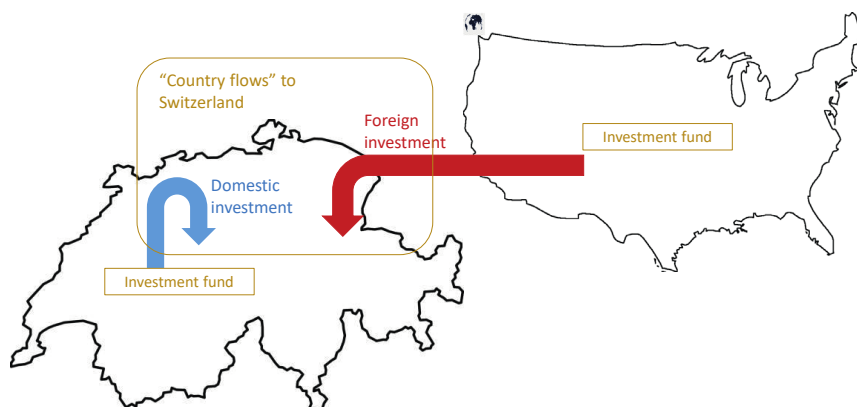 “Country flows” to
Switzerland
Foreign
investment
Investment fund
Domestic
investment
Investment fund